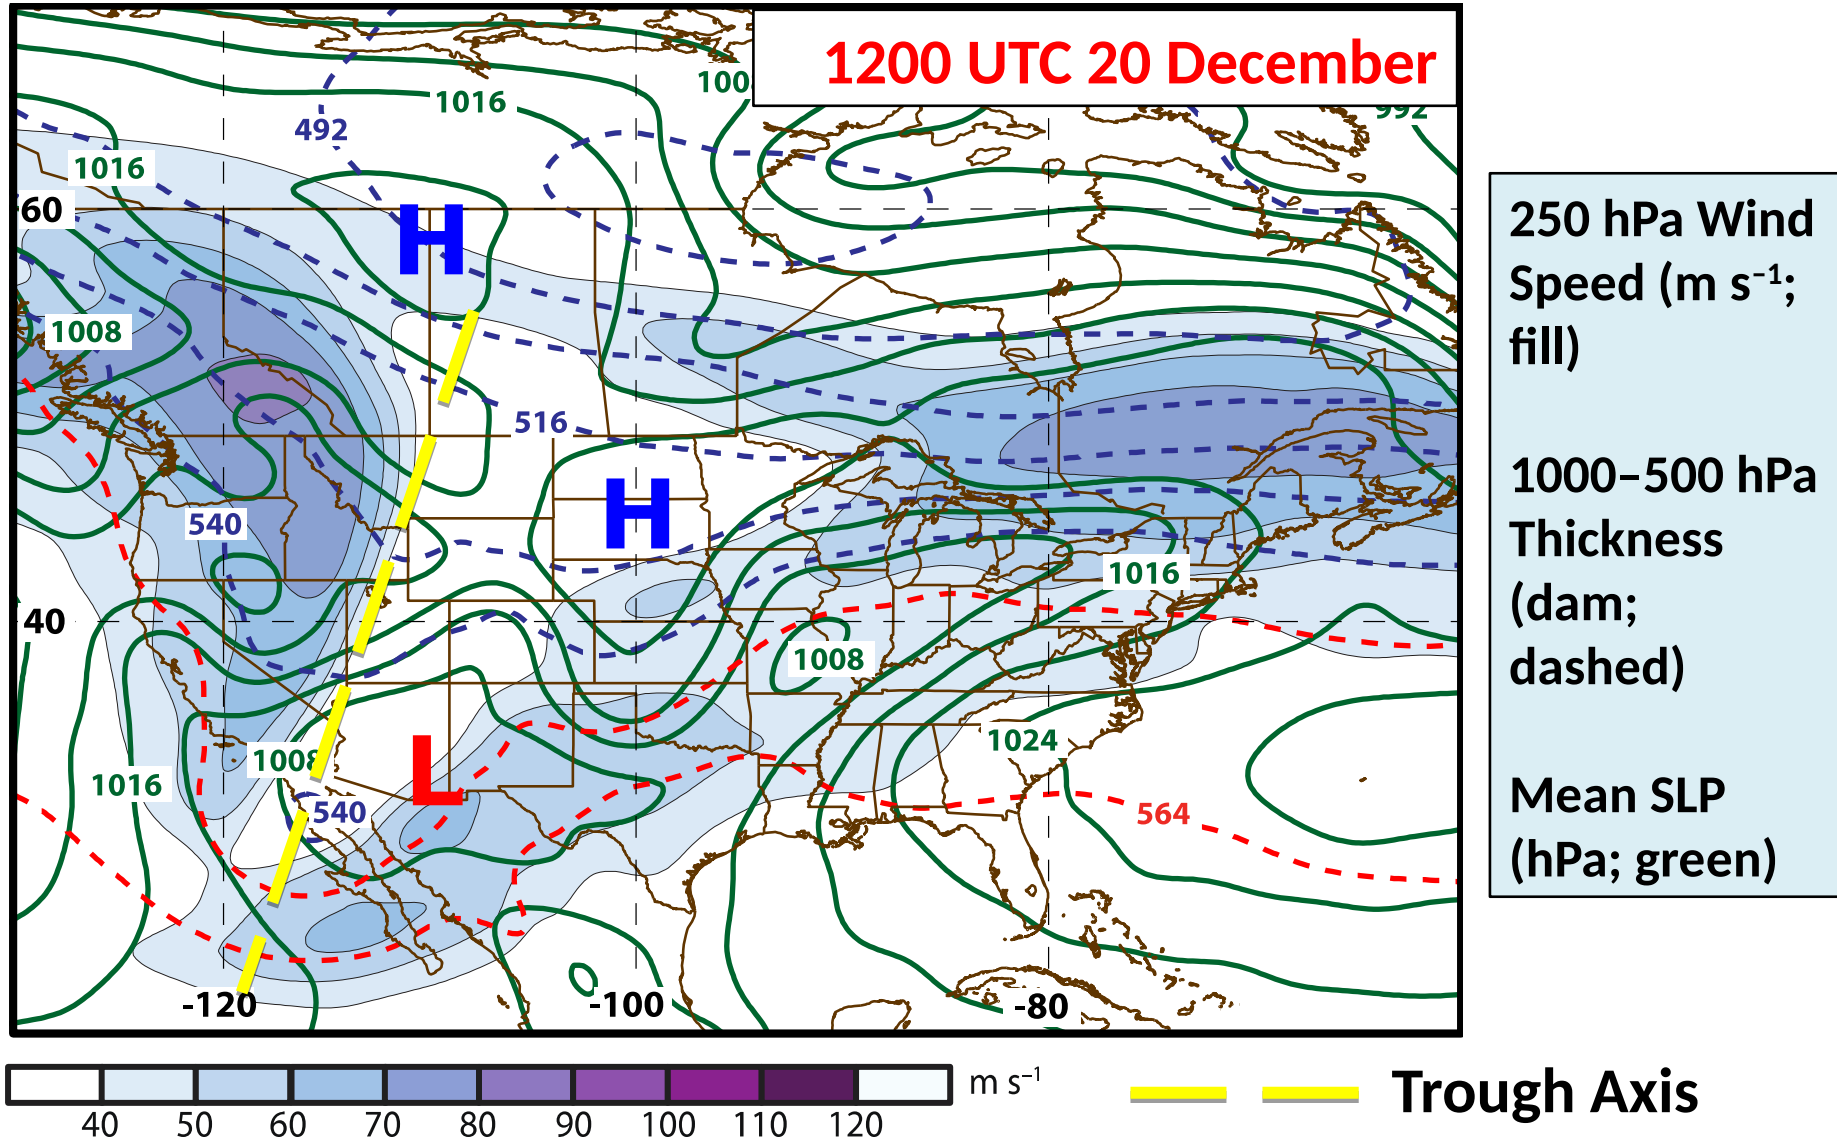 1200 UTC 20 December
1016
100
992
492
1016
60
H
1008
516
H
540
1016
40
1008
1024
1008
L
1016
540
564
-120
-100
-80
250 hPa Wind
Speed (m s⁻¹;
fill)
1000–500 hPa
Thickness
(dam;
dashed)
Mean SLP
(hPa; green)
m s⁻¹
40 50 60 70 80 90 100 110 120
Trough Axis